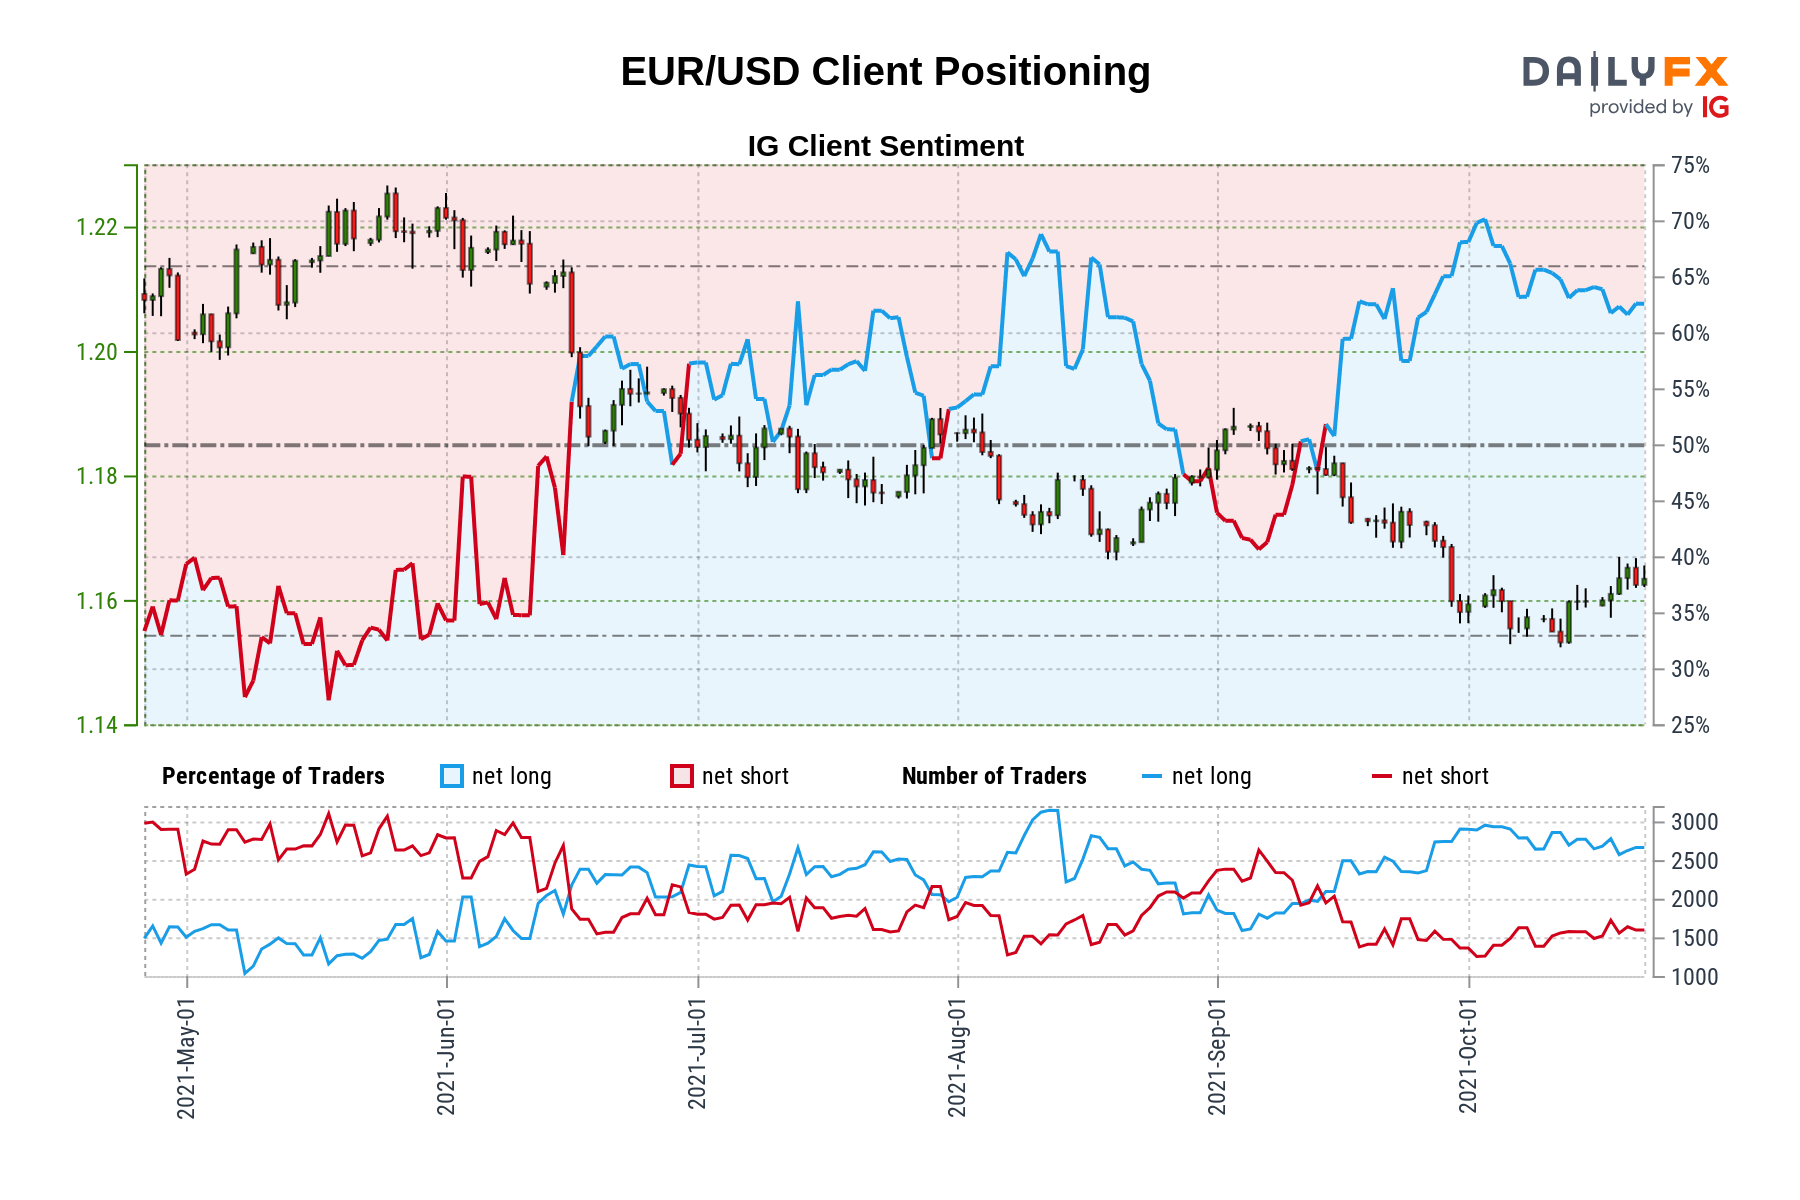 EUR/USD Client Positioning
DAILYFX
provided by IG
IG Client Sentiment
1.22
1.20
1.18
1.16
1.14
75%
70%
65%
60%
55%
50%
45%
40%
35%
30%
25%
Percentage of Traders net long net short Number of Traders net long net short
3000
2500
2000
1500
1000
2021-May-01
2021-Jun-01
2021-Jul-01
2021-Aug-01
2021-Sep-01
2021-Oct-01